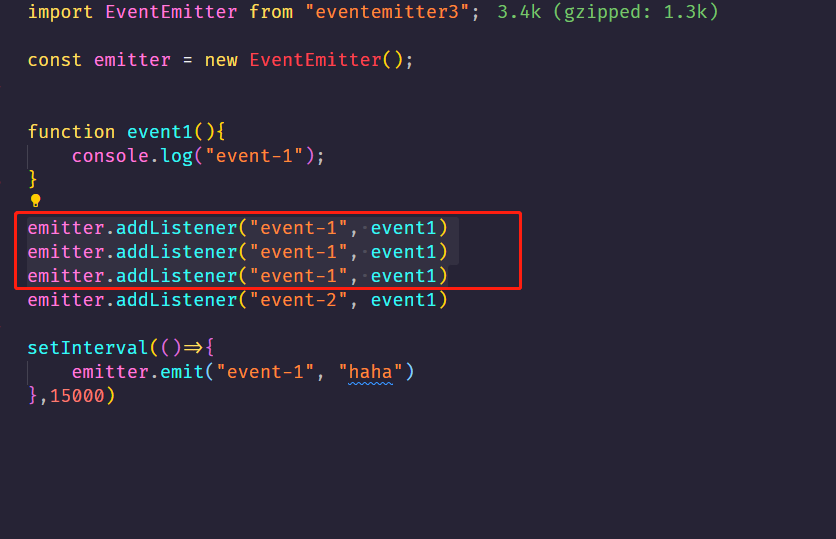 import EventEmitter from "eventemitter3"; 3.4k (gzipped: 1.3k)
const emitter = new EventEmitter();
function event1(){
console.log("event-1");
}
emitter.addListener("event-1", event1)
emitter.addListener("event-1", event1)
emitter.addListener("event-1", event1)
emitter.addListener("event-2", event1)
setInterval(()=>{
emitter.emit("event-1", "haha")
},15000)